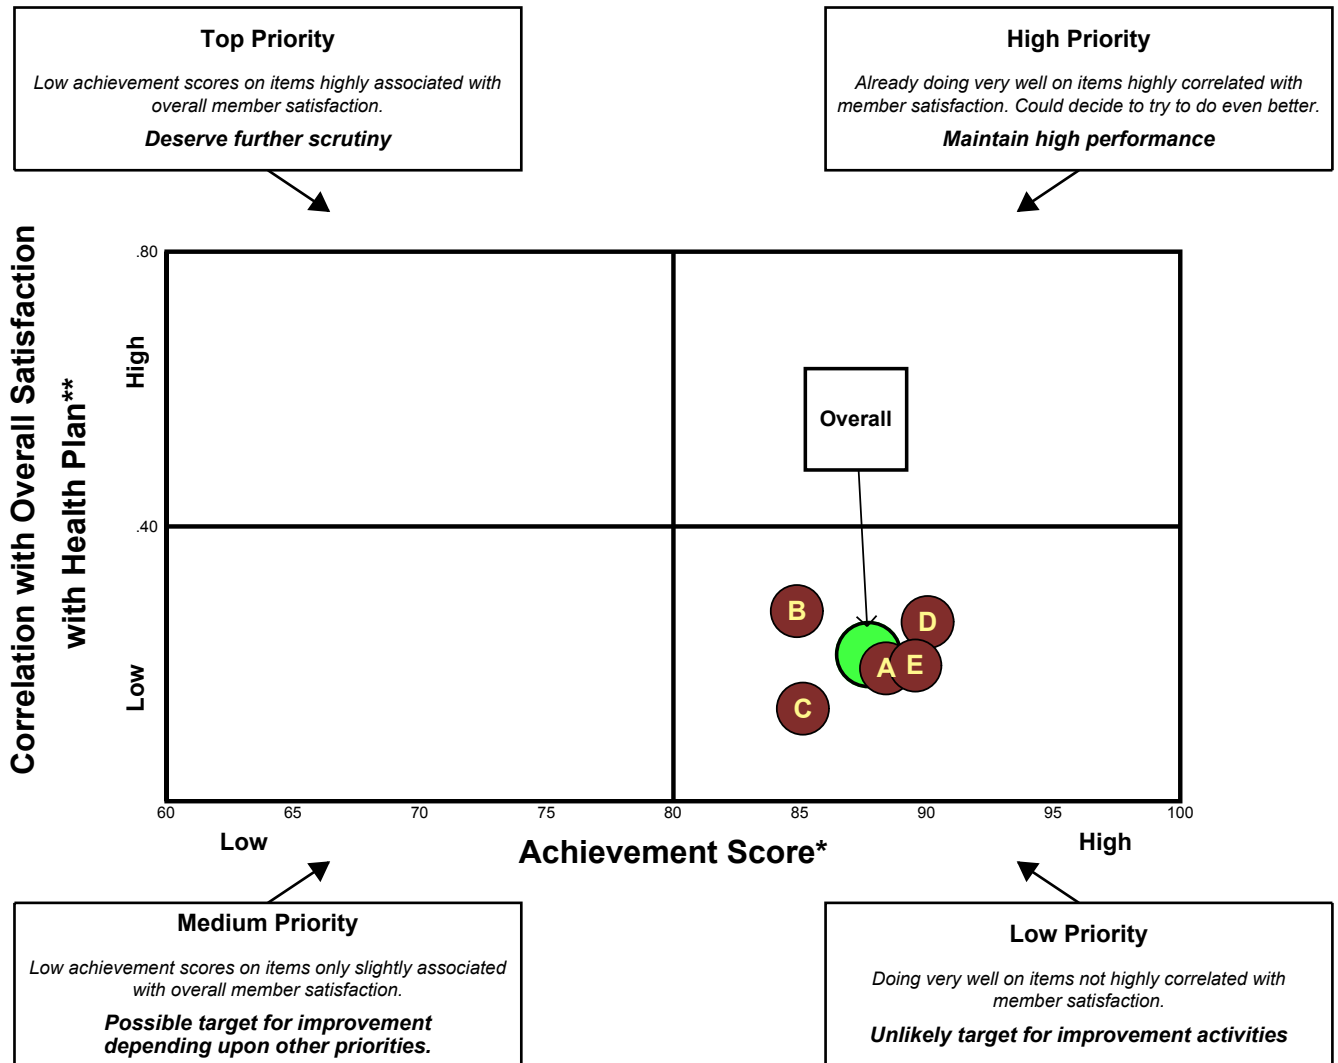 Top Priority
Low achievement scores on items highly associated with
overall member satisfaction.
Deserve further scrutiny
High Priority
Already doing very well on items highly correlated with
member satisfaction. Could decide to try to do even better.
Maintain high performance
Correlation with Overall Satisfaction
with Health Plan**
.80
High
.40
Low
Overall
B
D
A
E
C
60
65
70
75
80
85
90
95
100
Low
Achievement Score*
High
Medium Priority
Low achievement scores on items only slightly associated
with overall member satisfaction.
Possible target for improvement
depending upon other priorities.
Low Priority
Doing very well on items not highly correlated with
member satisfaction.
Unlikely target for improvement activities